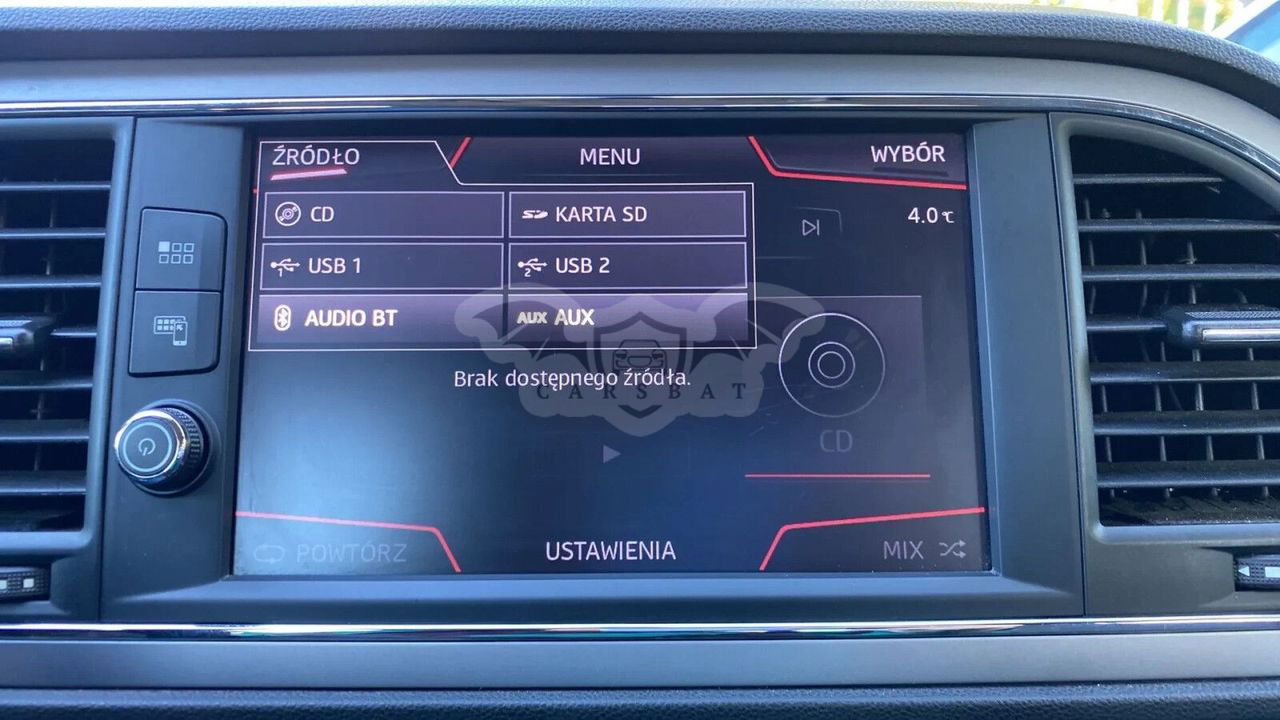 ŹRÓDŁO MENU WYBÓR
CD KARTA SD 4.0°C
USB 1 USB 2
AUDIO BT AUX AUX
Brak dostępnego źródła.
CARSBAT
CD
POWTÓRZ USTAWIENIA MIX